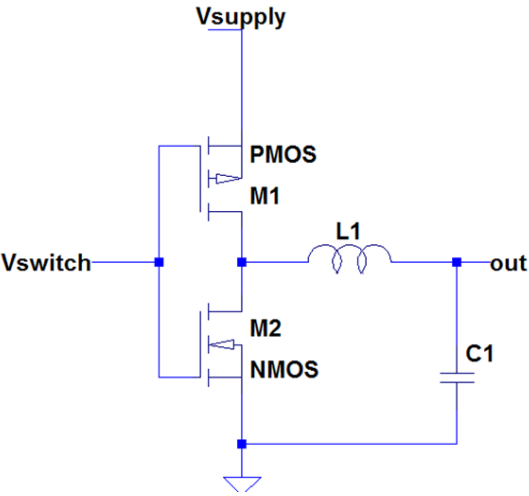 Vsupply
PMOS
M1
L1
Vswitch
out
M2
C1
NMOS